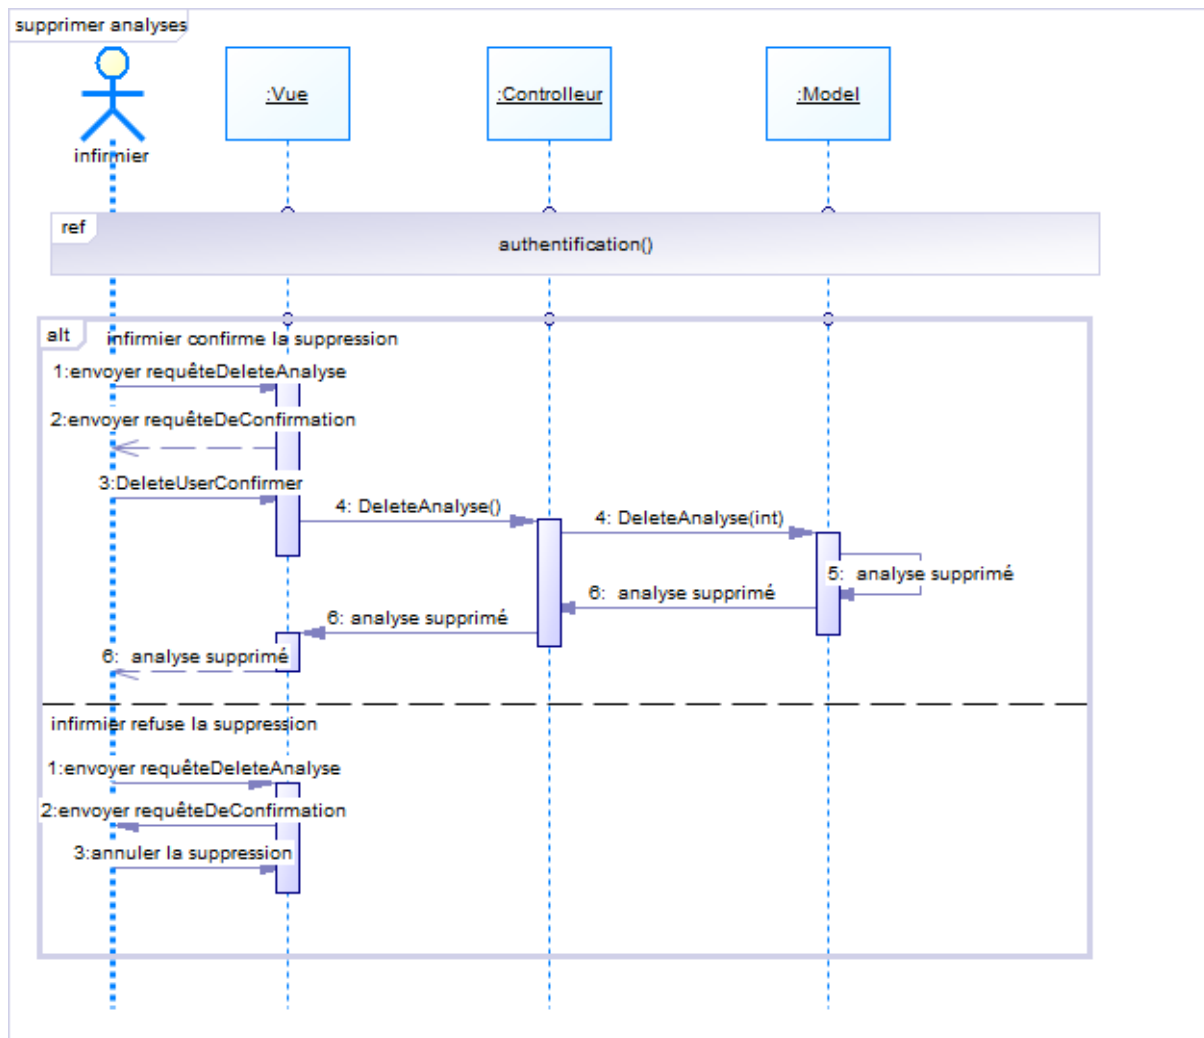 supprimer analyses
:Vue
:Controlleur
:Model
infirmier
ref
authentification()
alt
infirmier confirme la suppression
1:envoyer requêteDeleteAnalyse
2:envoyer requêteDeConfirmation
3:DeleteUserConfirmer
4: DeleteAnalyse()
4: DeleteAnalyse(int)
5: analyse supprimé
6: analyse supprimé
6: analyse supprimé
6: analyse supprimé
infirmier refuse la suppression
1:envoyer requêteDeleteAnalyse
2:envoyer requêteDeConfirmation
3:annuler la suppression